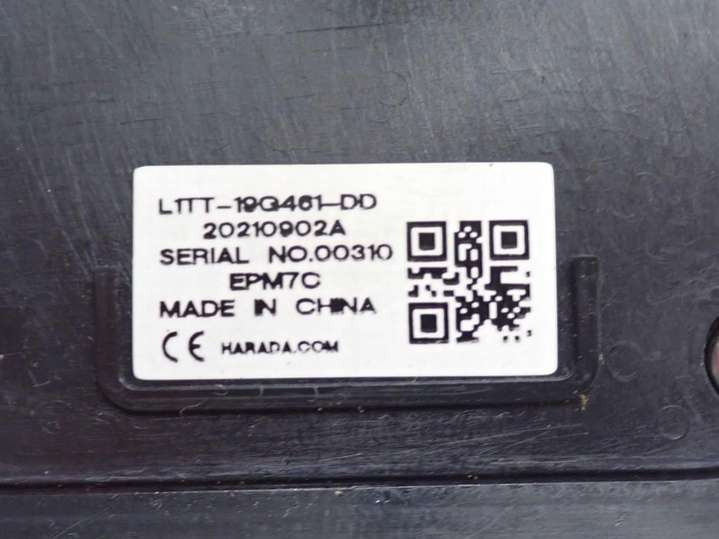 L1TT-19G461-DD
20210902A
SERIAL NO.00310
EPM7C
MADE IN CHINA
CE HARADA.COM